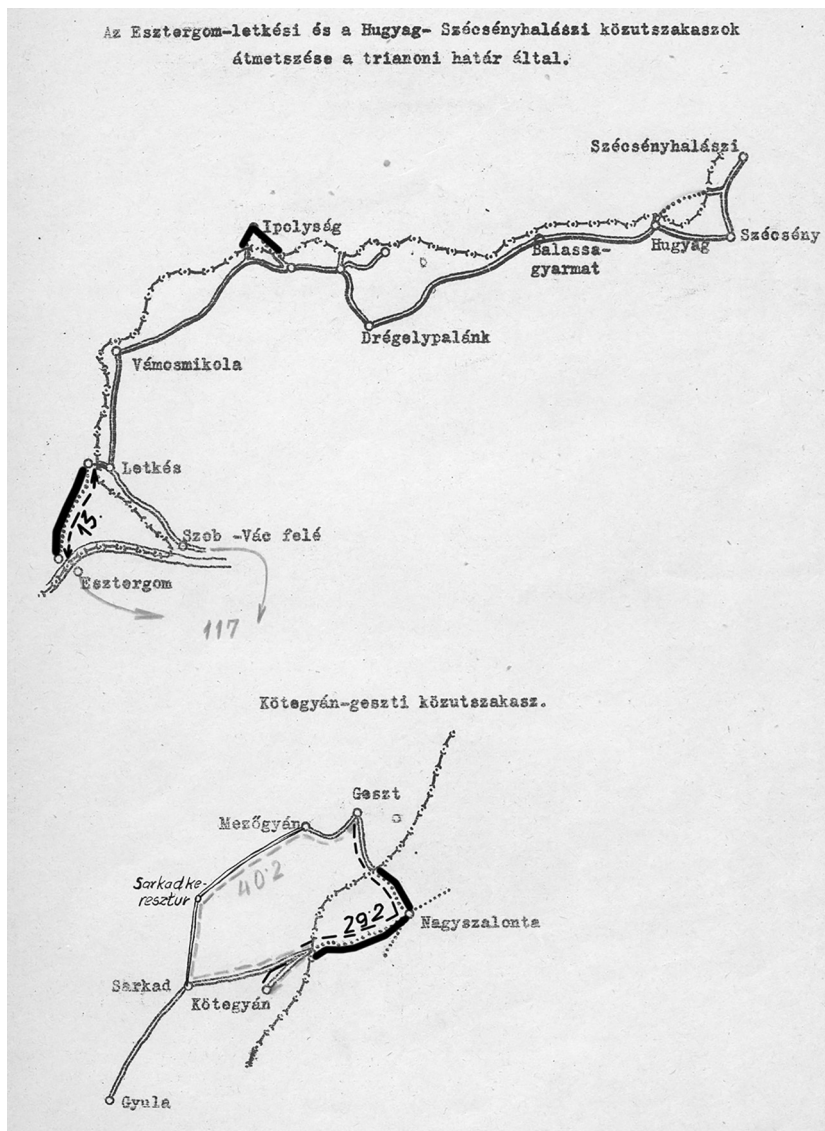 Az Esztergom-letkési és a Hugyag- Szécsényhalászi közutszakaszok
átmetszése a trianoni határ által.
Szécsényhalászi
Ipolyság
Szécsény
Hugyag
Balassa-
gyarmat
Drégelypalánk
Vámosmikola
Letkés
13.
Szob -Vác felé
Esztergom
117
Kötegyán-geszti közutszakasz.
Geszt
Mezőgyán
Sarkadke-
resztur
40·2
29·2
Nagyszalonta
Sarkad
Kötegyán
Gyula